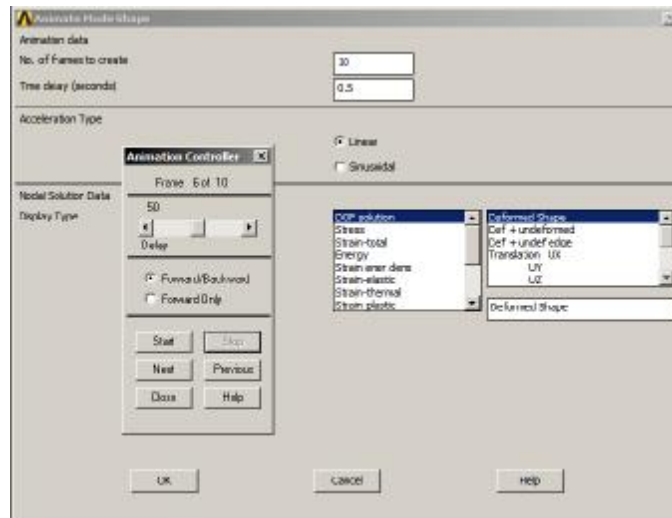 Animate Mode Shape
Animation data
No. of frames to create
10
Time delay (seconds)
0.5
Acceleration Type
Linear
Sinusoidal
Animation Controller
Frame 6 of 10
50
Delay
Forward/Backward
Forward Only
Start
Stop
Next
Previous
Close
Help
Nodal Solution Data
Display Type
DOF solution
Stress
Strain-total
Energy
Strain ener dens
Strain-elastic
Strain-thermal
Strain plastic
Deformed Shape
Def + undeformed
Def + undef edge
Translation UX
UY
UZ
Deformed Shape
OK
Cancel
Help